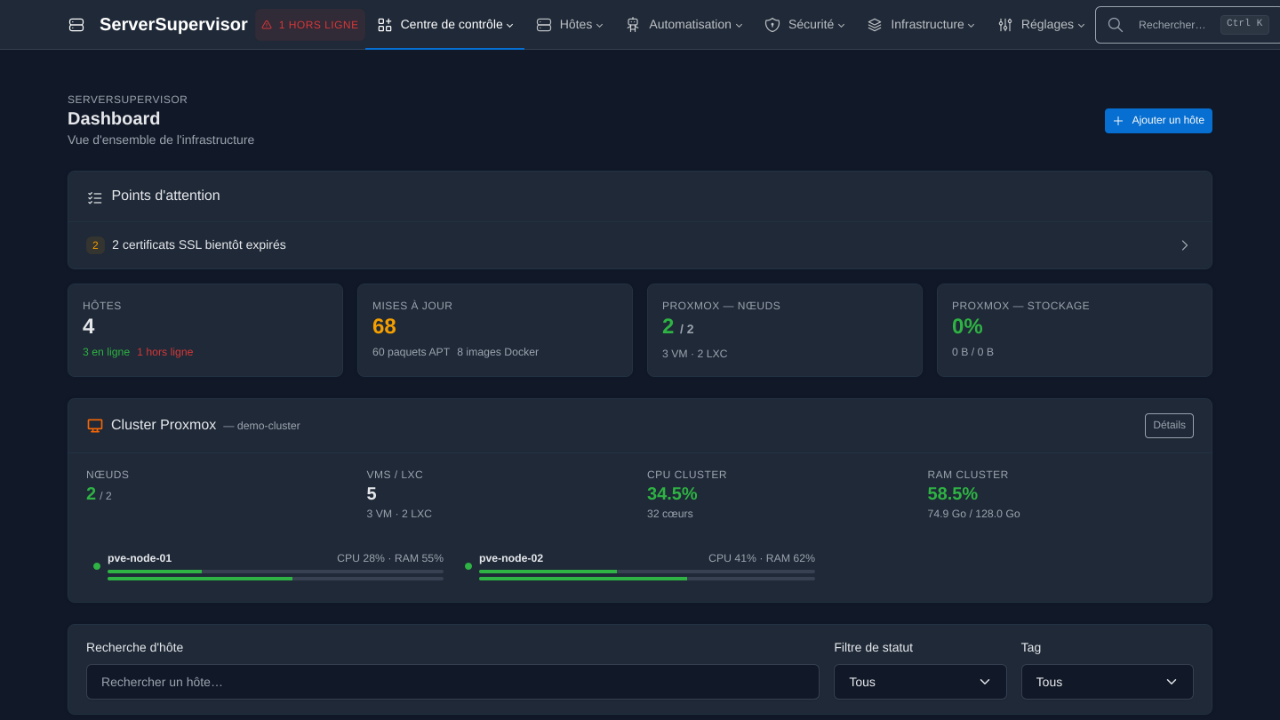 ServerSupervisor 1 HORS LIGNE Centre de contrôle Hôtes Automatisation Sécurité Infrastructure Réglages Rechercher… Ctrl K
SERVERSUPERVISOR
Dashboard
Vue d'ensemble de l'infrastructure
Ajouter un hôte
Points d'attention
2 2 certificats SSL bientôt expirés
HÔTES
4
3 en ligne 1 hors ligne
MISES À JOUR
68
60 paquets APT 8 images Docker
PROXMOX — NŒUDS
2 / 2
3 VM · 2 LXC
PROXMOX — STOCKAGE
0%
0 B / 0 B
Cluster Proxmox — demo-cluster
Détails
NŒUDS
2 / 2
VMS / LXC
5
3 VM · 2 LXC
CPU CLUSTER
34.5%
32 cœurs
RAM CLUSTER
58.5%
74.9 Go / 128.0 Go
pve-node-01 CPU 28% · RAM 55%
pve-node-02 CPU 41% · RAM 62%
Recherche d'hôte
Rechercher un hôte…
Filtre de statut
Tous
Tag
Tous